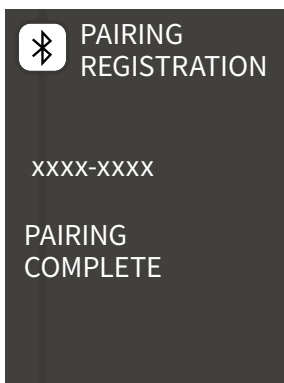 PAIRING
REGISTRATION
xxxx-xxxx
PAIRING
COMPLETE